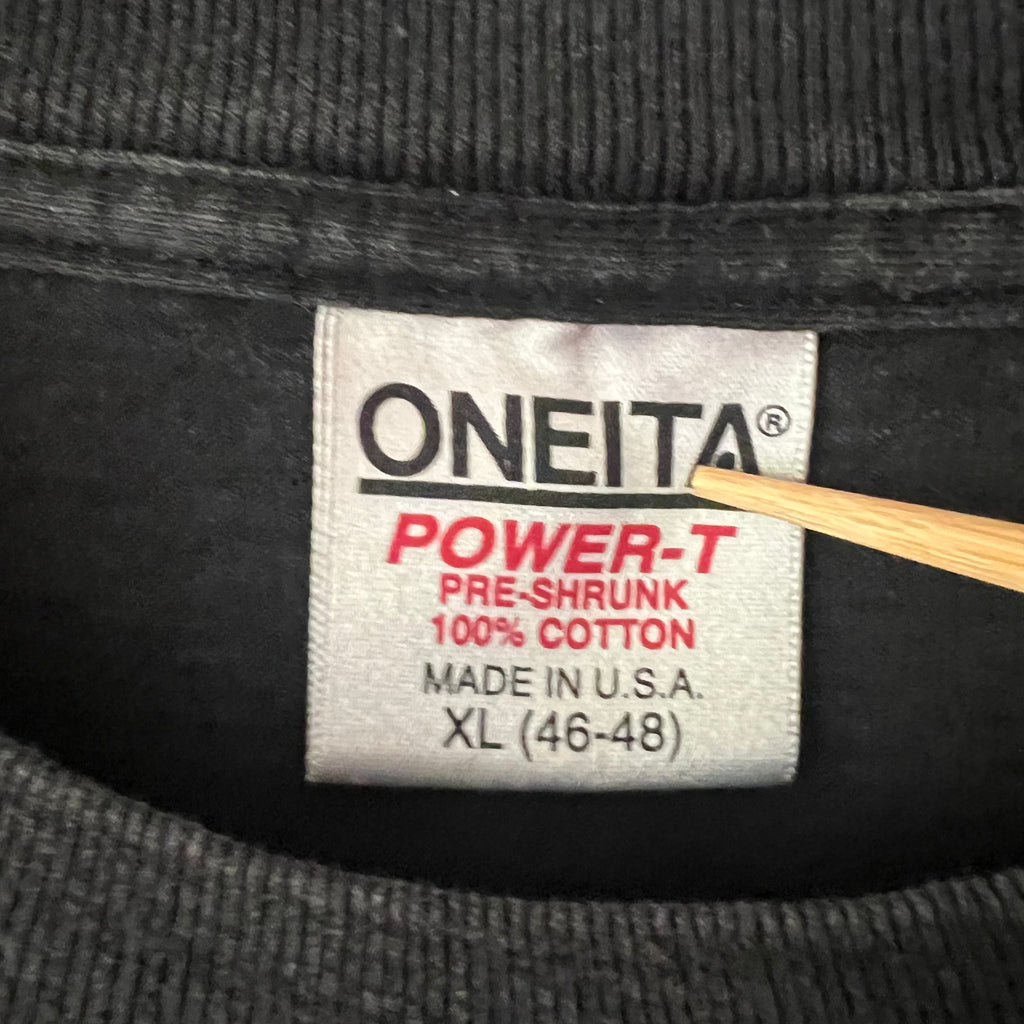 ONEITA®
POWER-T
PRE-SHRUNK
100% COTTON
MADE IN U.S.A.
XL (46-48)